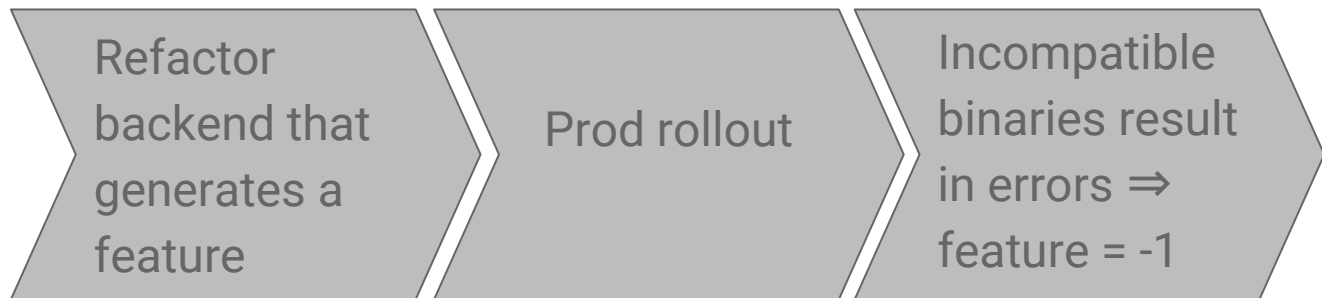 Refactor
backend that
generates a
feature
Prod rollout
Incompatible
binaries result
in errors ⇒
feature = -1